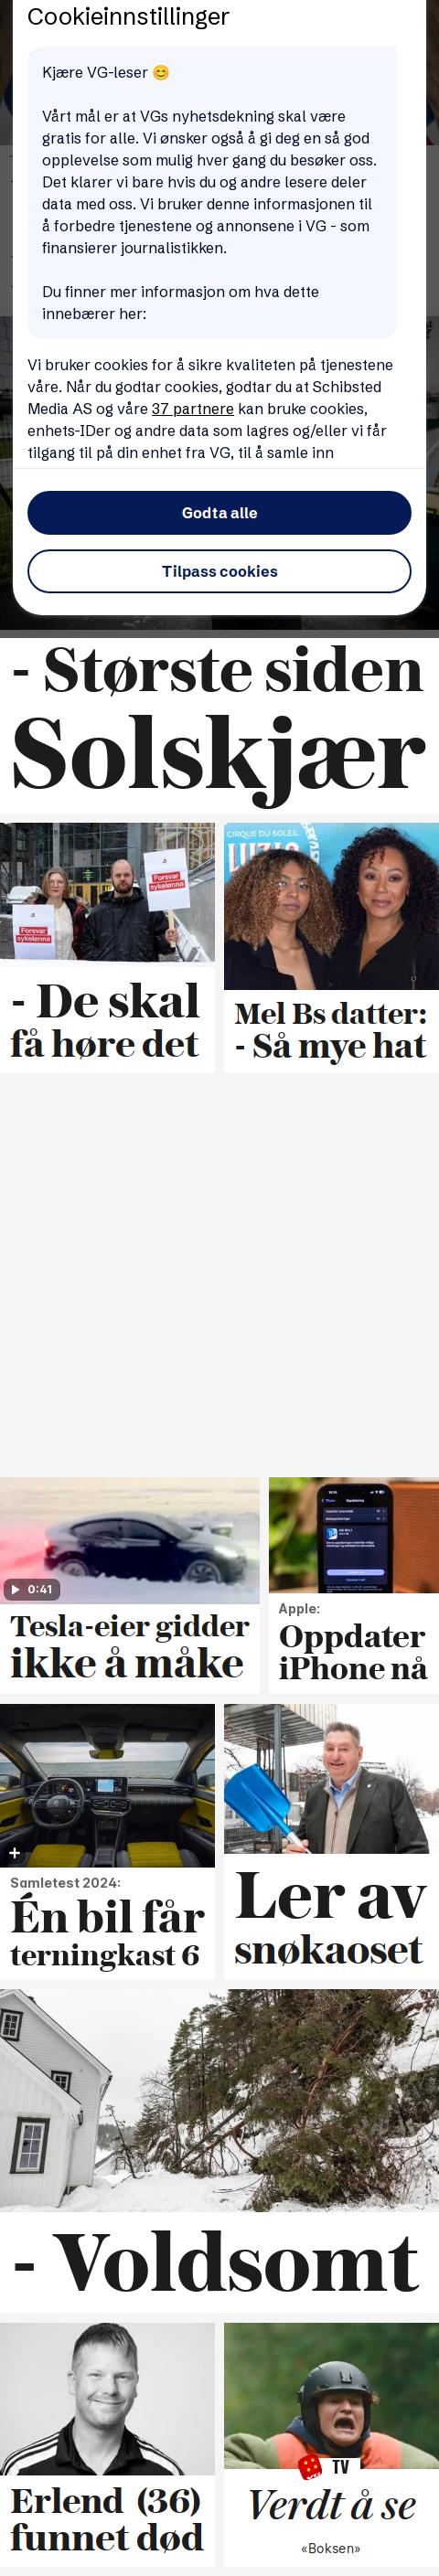 Cookieinnstillinger
Kjære VG-leser 😊
Vårt mål er at VGs nyhetsdekning skal være
gratis for alle. Vi ønsker også å gi deg en så god
opplevelse som mulig hver gang du besøker oss.
Det klarer vi bare hvis du og andre lesere deler
data med oss. Vi bruker denne informasjonen til
å forbedre tjenestene og annonsene i VG - som
finansierer journalistikken.
Du finner mer informasjon om hva dette
innebærer her:
Vi bruker cookies for å sikre kvaliteten på tjenestene
våre. Når du godtar cookies, godtar du at Schibsted
Media AS og våre 37 partnere kan bruke cookies,
enhets-IDer og andre data som lagres og/eller vi får
tilgang til på din enhet fra VG, til å samle inn
Godta alle
Tilpass cookies
- Største siden
Solskjær
Forsvar
sykelønna
Forsvar
sykelønna
- De skal
få høre det
CIRQUE DU SOLEIL
LUZIA
Mel Bs datter:
- Så mye hat
0:41
Tesla-eier gidder
ikke å måke
Apple:
Oppdater
iPhone nå
Samletest 2024:
Én bil får
terningkast 6
Ler av
snøkaoset
- Voldsomt
Erlend (36)
funnet død
TV
Verdt å se
«Boksen»